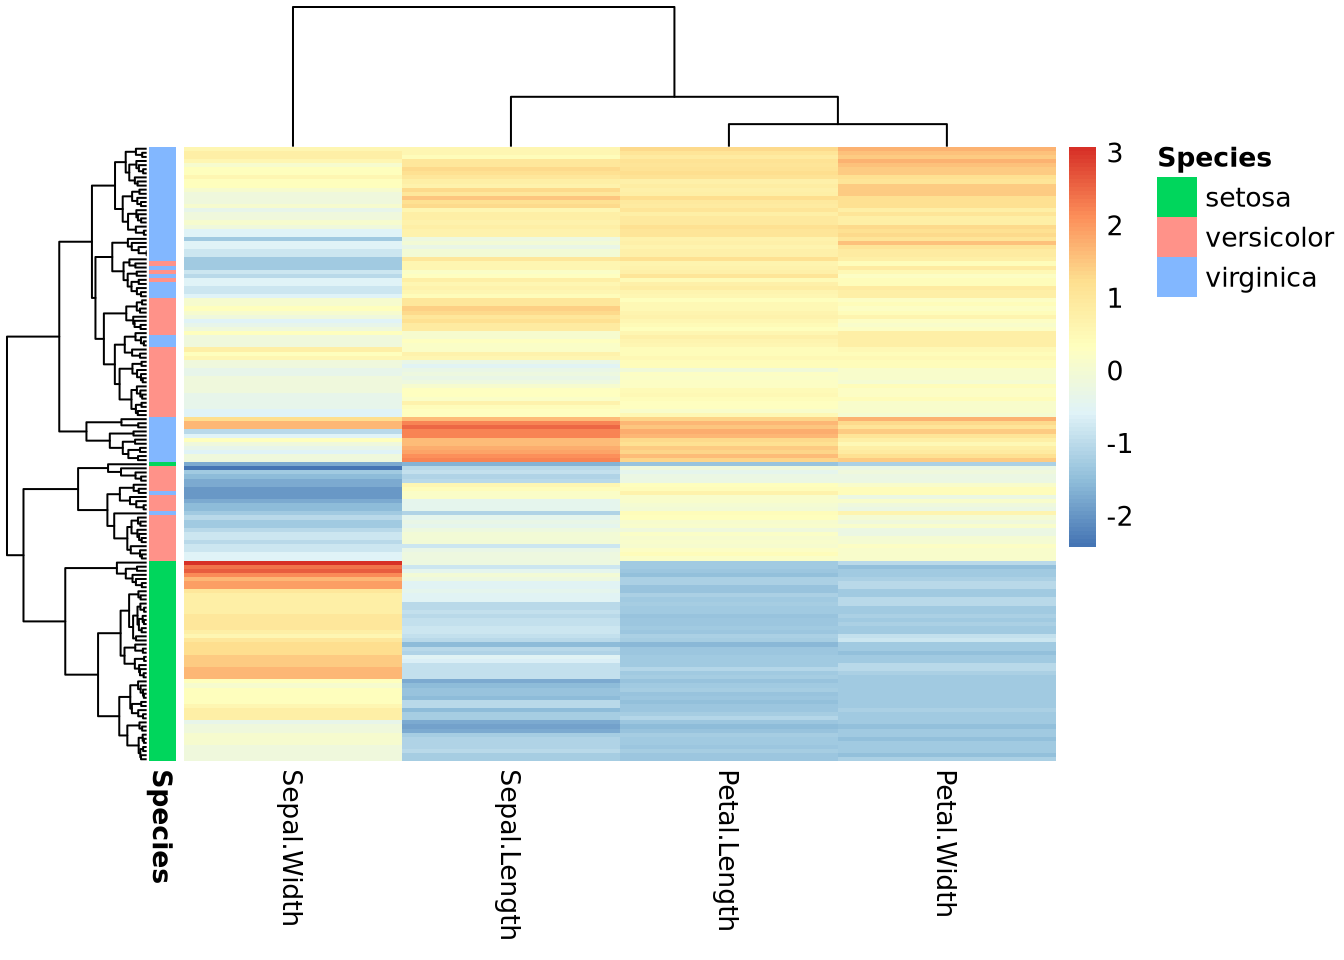 3
2
1
0
-1
-2
Species
setosa
versicolor
virginica
Species
Sepal.Width
Sepal.Length
Petal.Length
Petal.Width